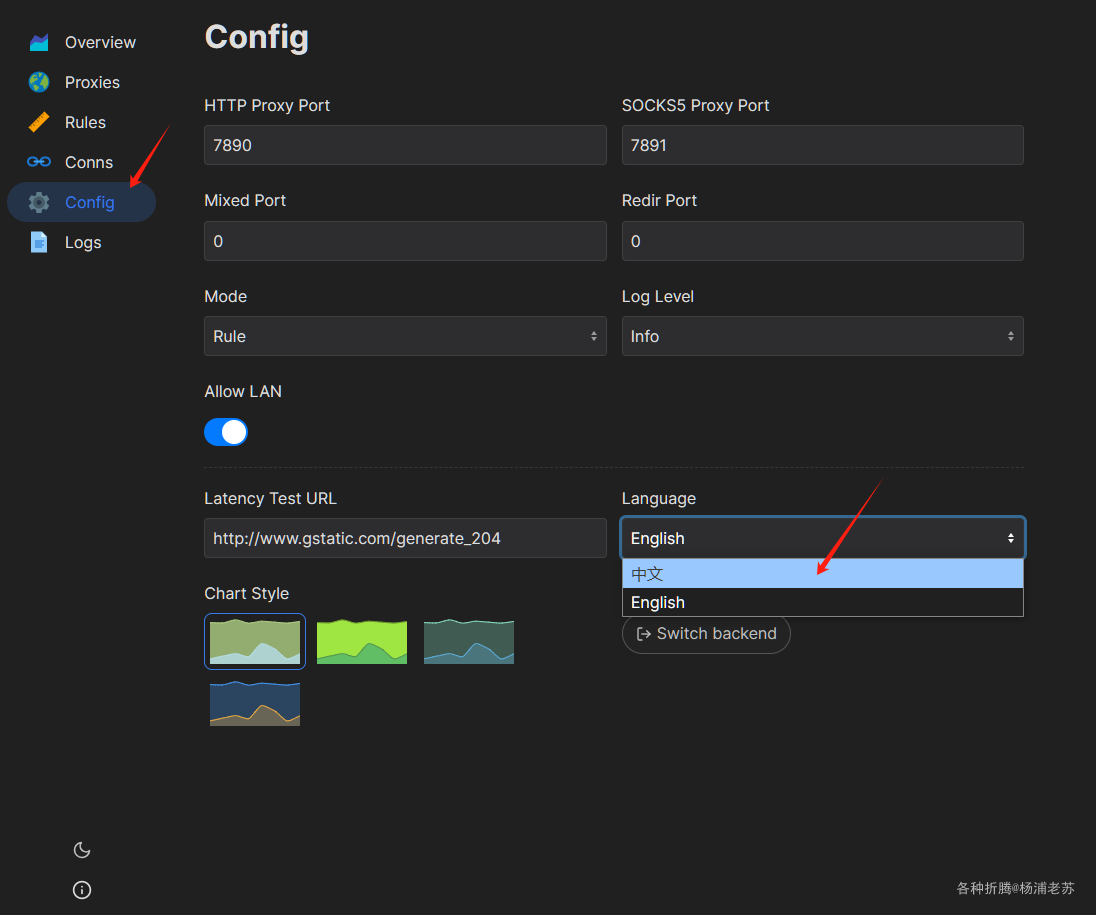 Overview
Proxies
Rules
Conns
Config
Logs
Config
HTTP Proxy Port
7890
SOCKS5 Proxy Port
7891
Mixed Port
0
Redir Port
0
Mode
Rule
Log Level
Info
Allow LAN
Latency Test URL
http://www.gstatic.com/generate_204
Language
English
中文
English
Switch backend
Chart Style
各种折腾@杨浦老苏